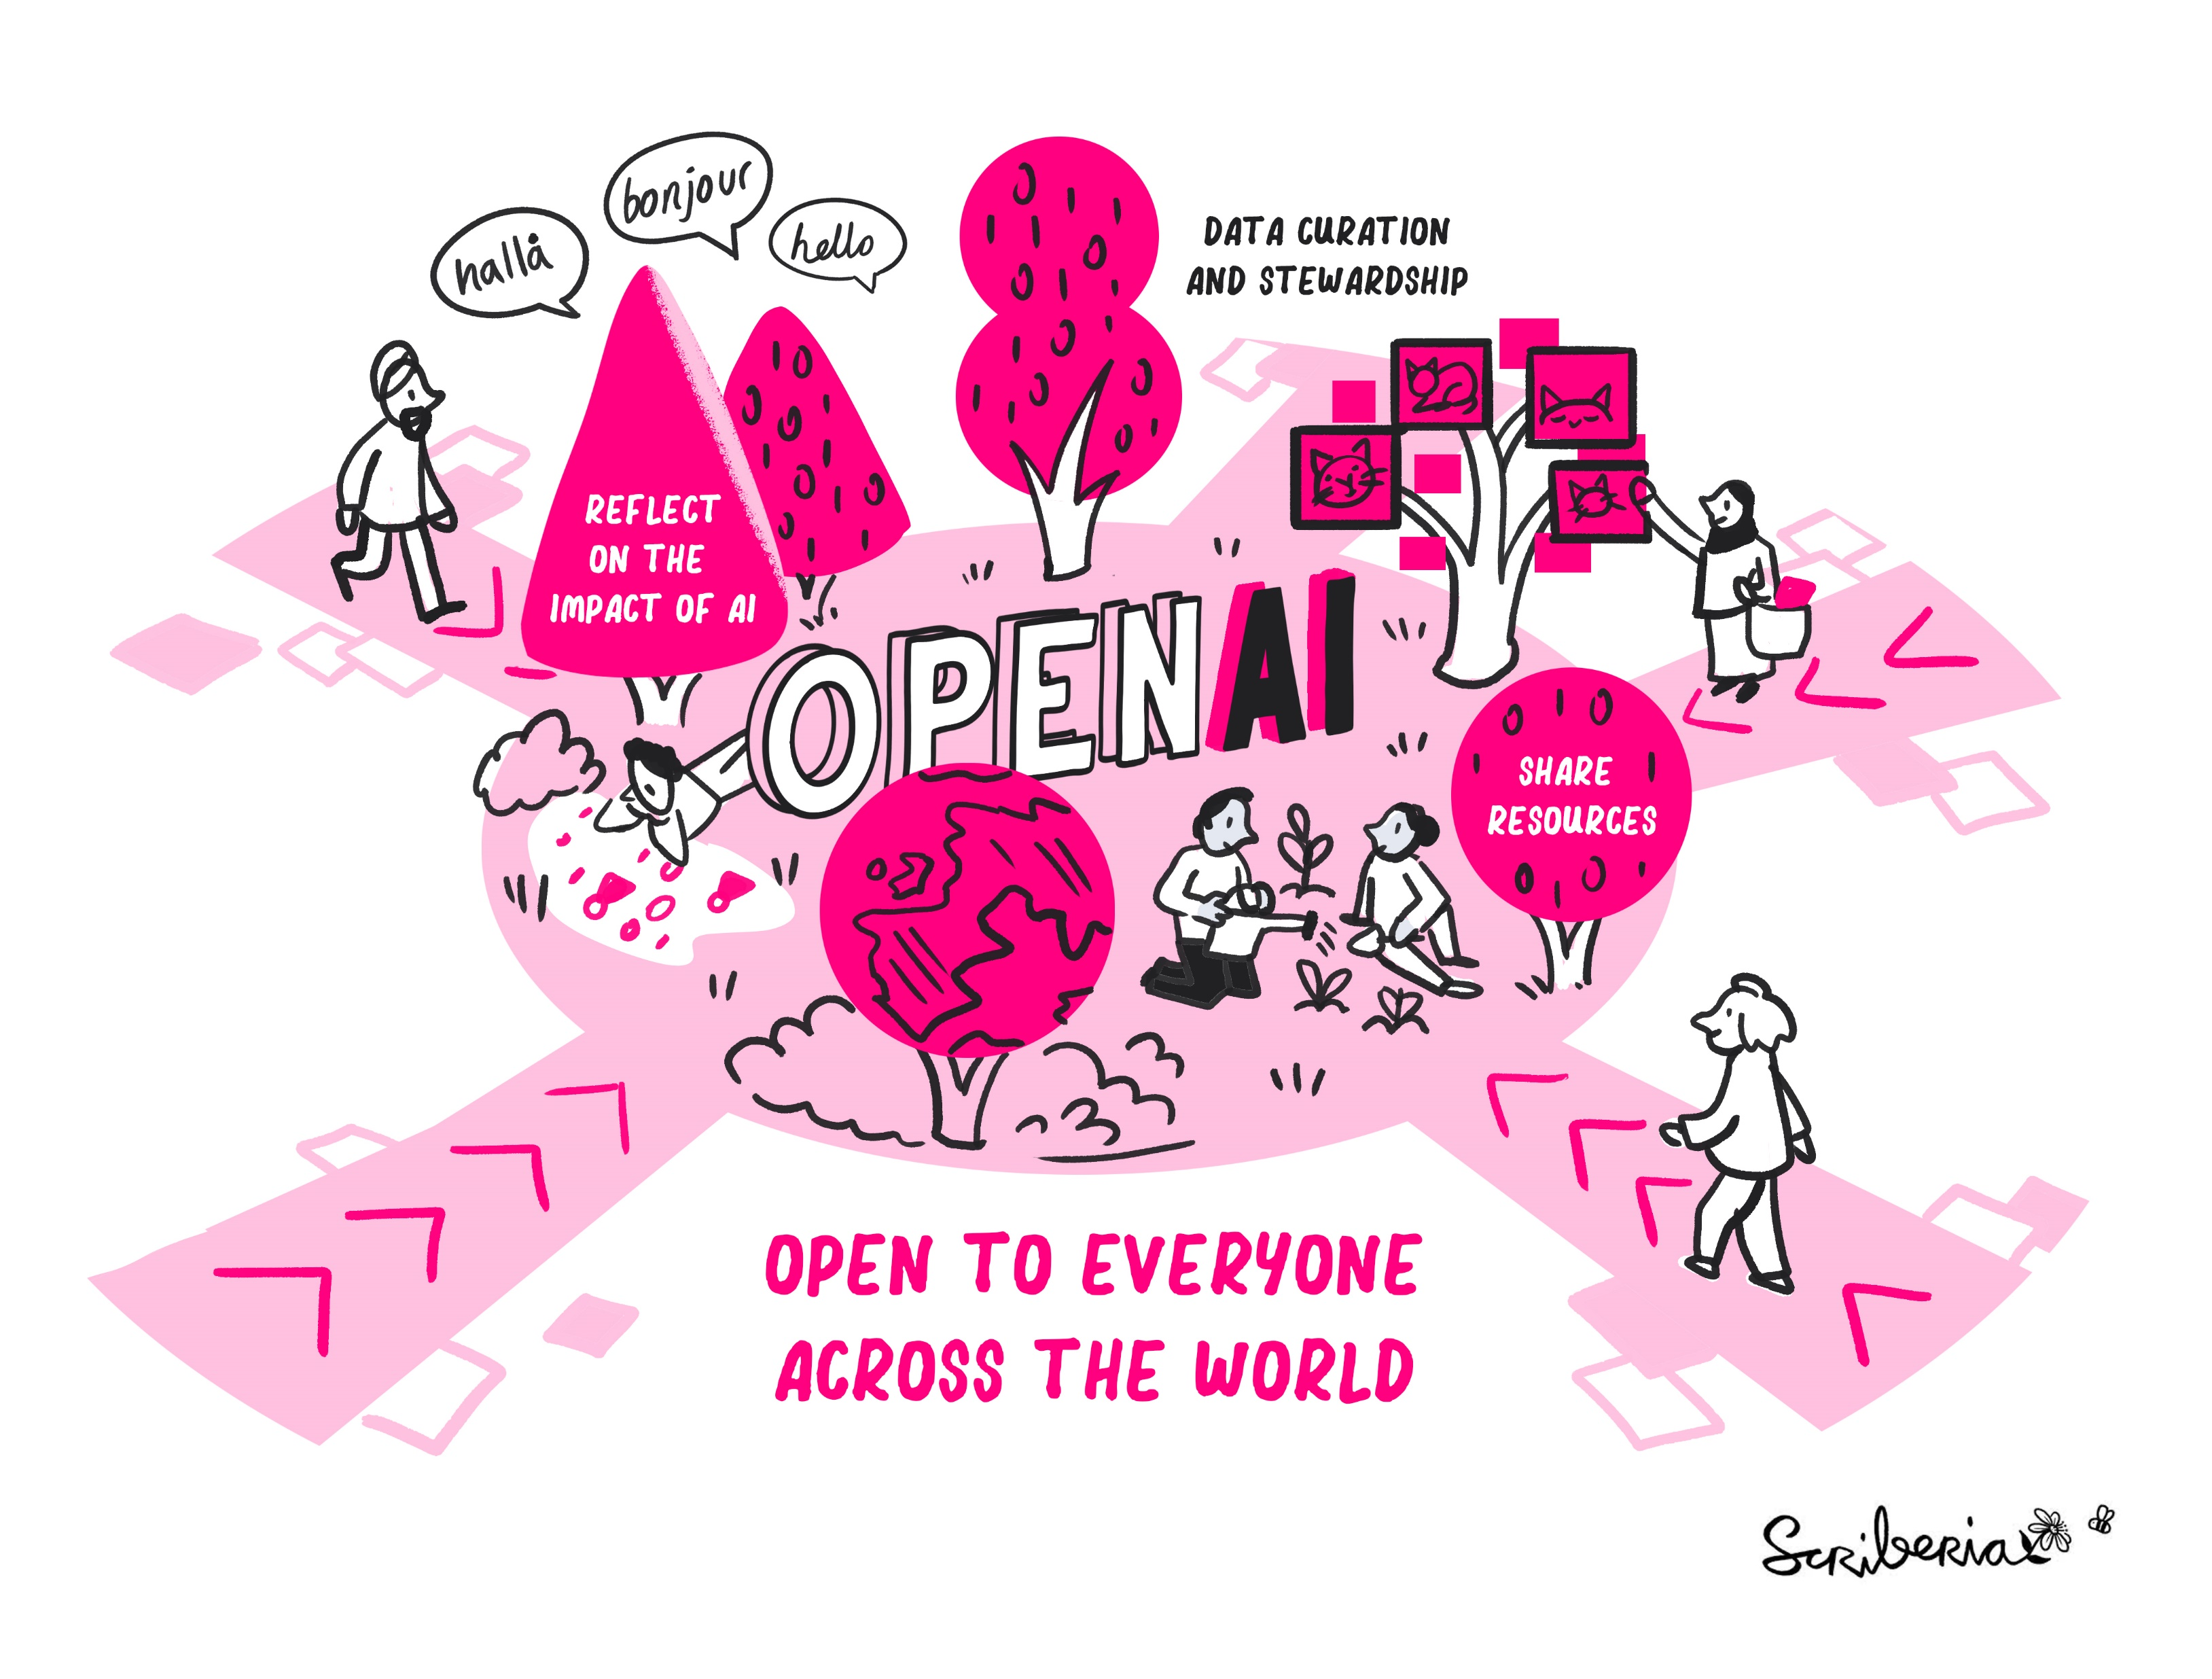 hallå
bonjour
hello
DATA CURATION
AND STEWARDSHIP
REFLECT
ON THE
IMPACT OF AI
OPENAI
SHARE
RESOURCES
OPEN TO EVERYONE
ACROSS THE WORLD
Scriberia